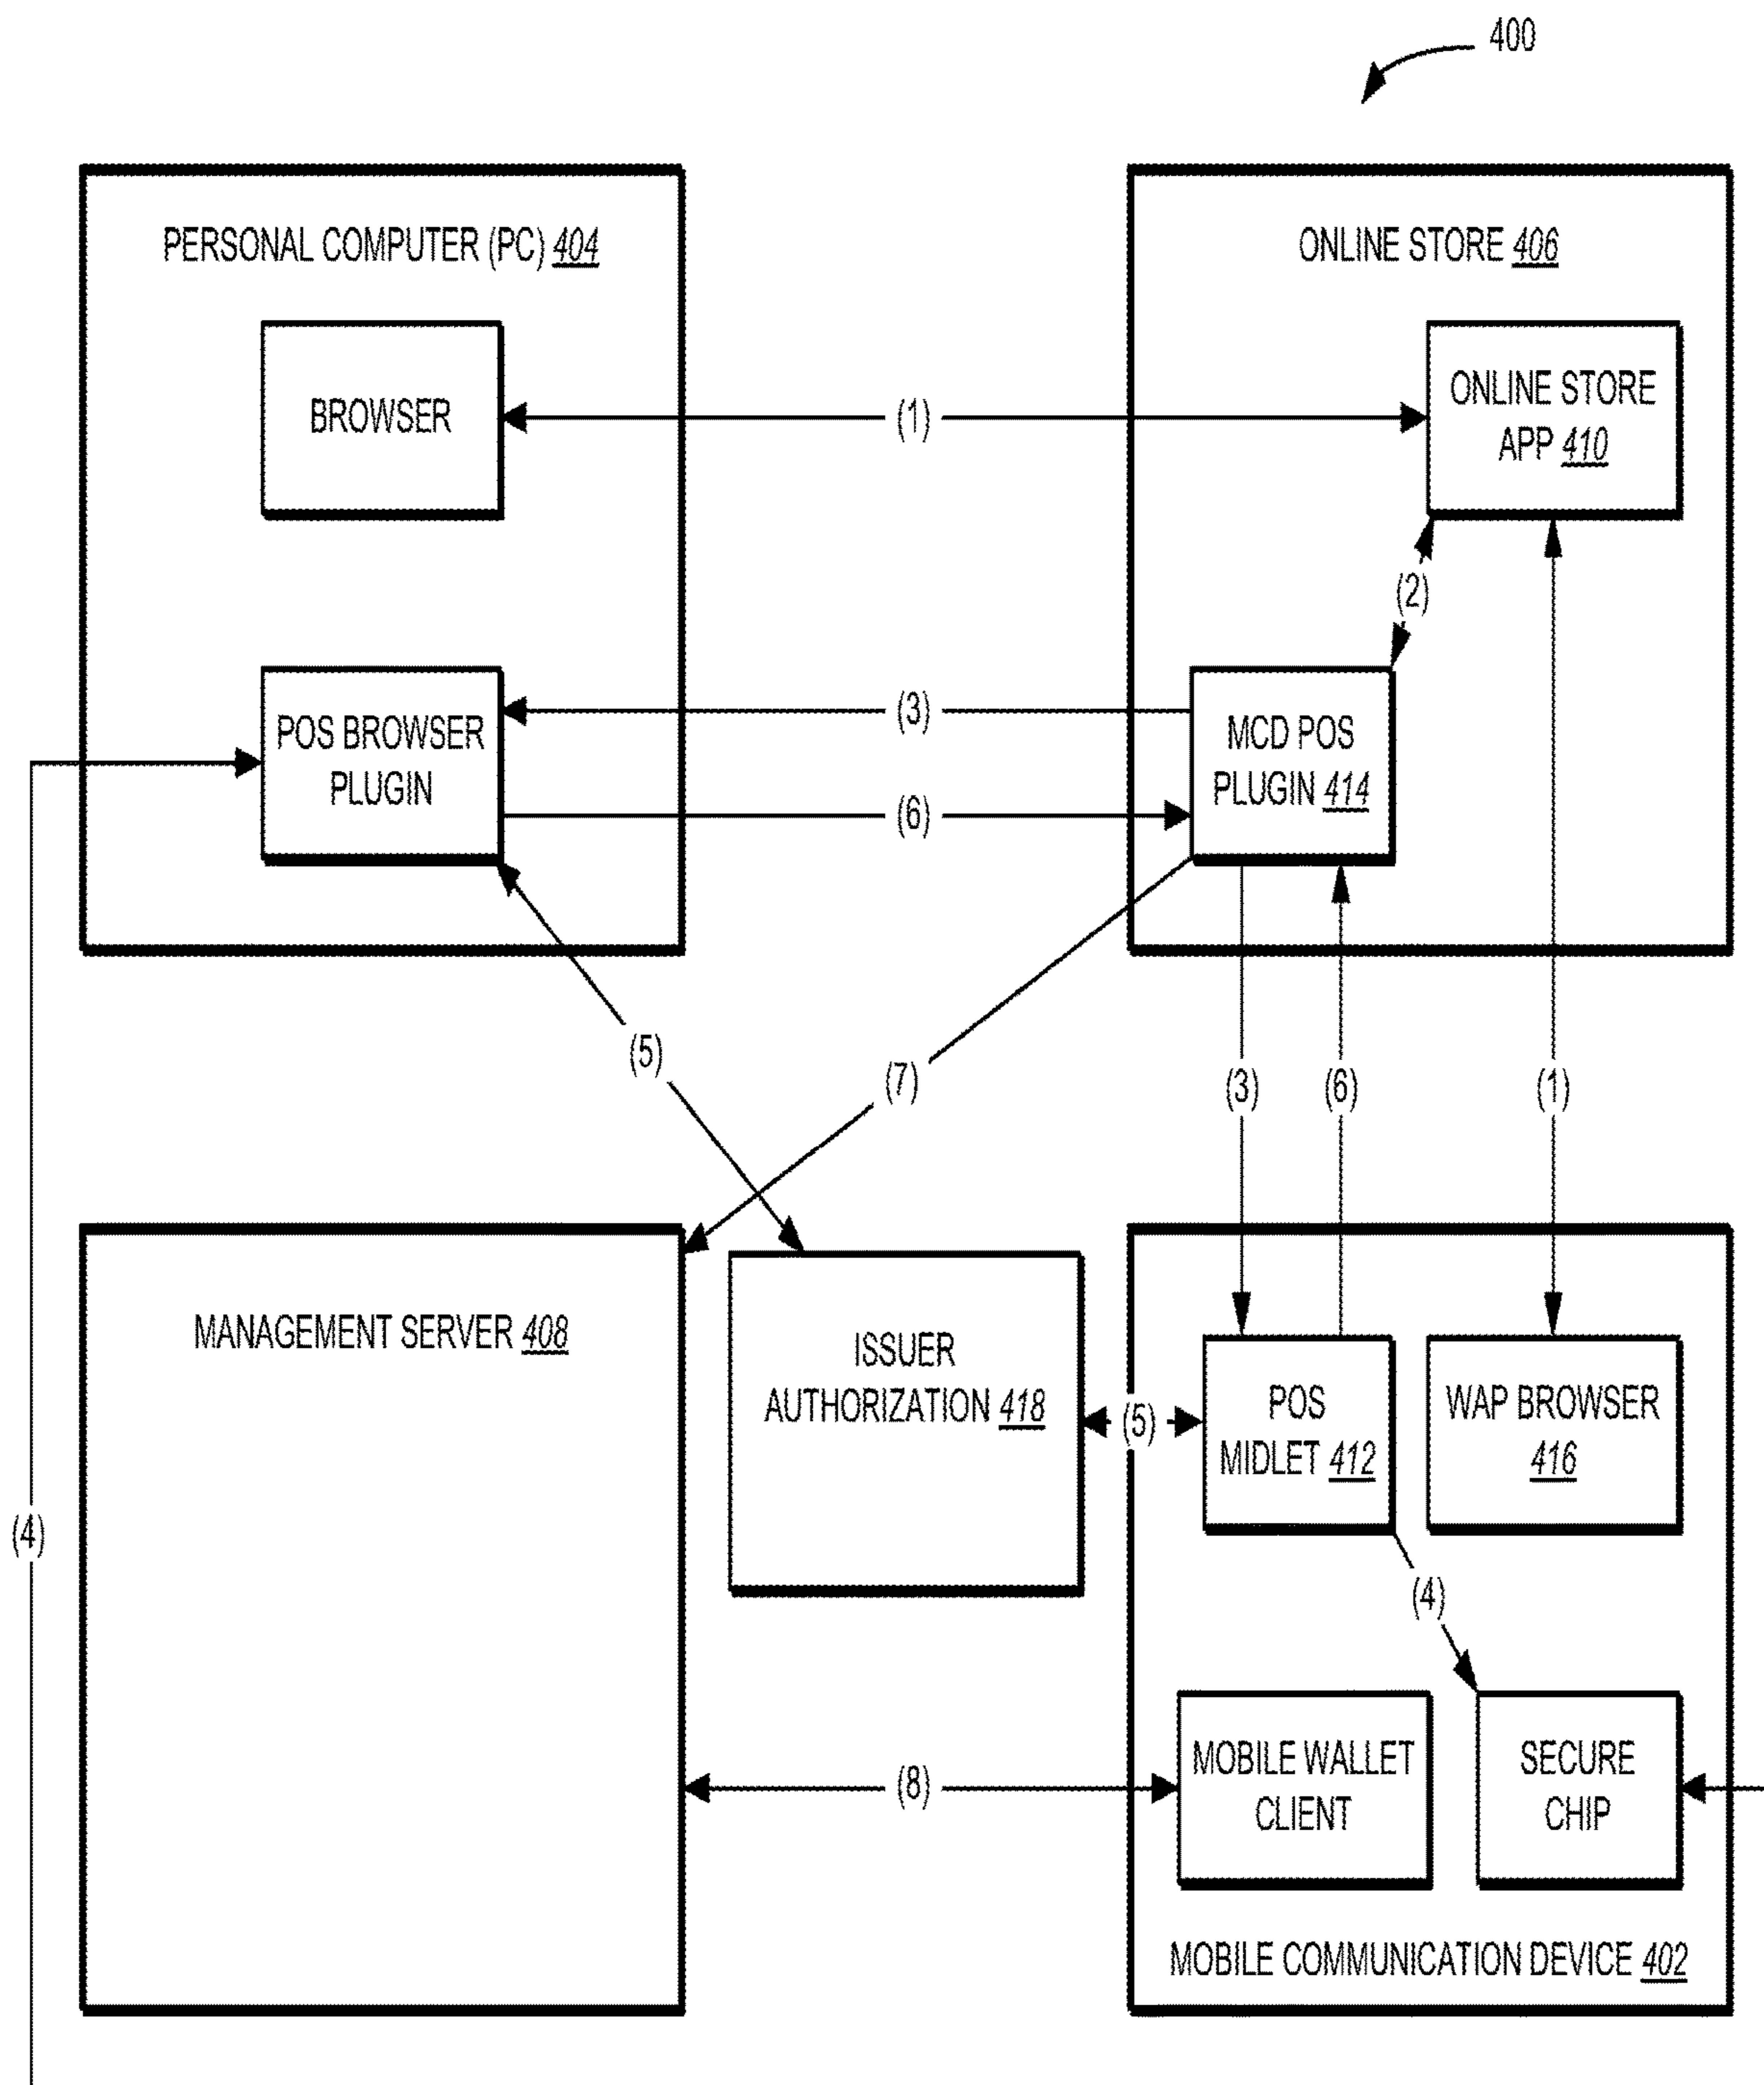 400
PERSONAL COMPUTER (PC) 404
ONLINE STORE 406
BROWSER
(1)
ONLINE STORE
APP 410
(2)
POS BROWSER
PLUGIN
(3)
(6)
MCD POS
PLUGIN 414
(5)
(7)
(3)
(6)
(1)
MANAGEMENT SERVER 408
ISSUER
AUTHORIZATION 418
(5)
POS
MIDLET 412
WAP BROWSER
416
(4)
(4)
(8)
MOBILE WALLET
CLIENT
SECURE
CHIP
MOBILE COMMUNICATION DEVICE 402